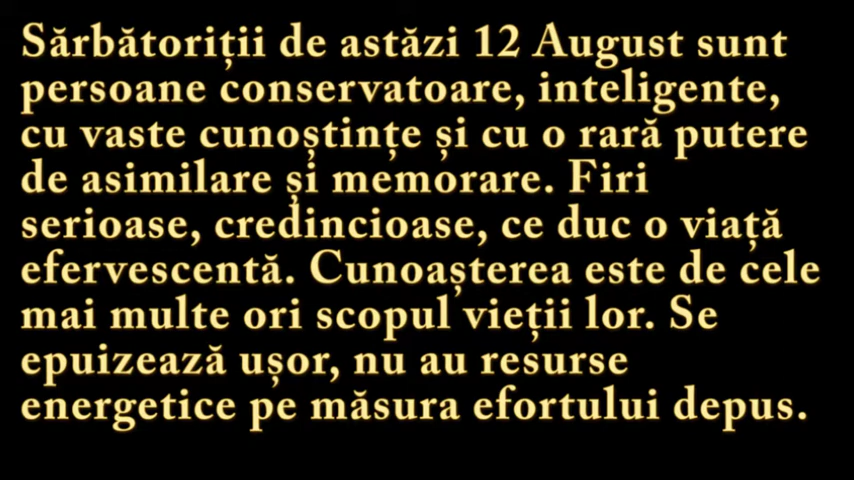 Sărbătoriții de astăzi 12 August sunt
persoane conservatoare, inteligente,
cu vaste cunoștințe și cu o rară putere
de asimilare și memorare. Firi
serioase, credincioase, ce duc o viață
efervescentă. Cunoașterea este de cele
mai multe ori scopul vieții lor. Se
epuizează ușor, nu au resurse
energetice pe măsura efortului depus.